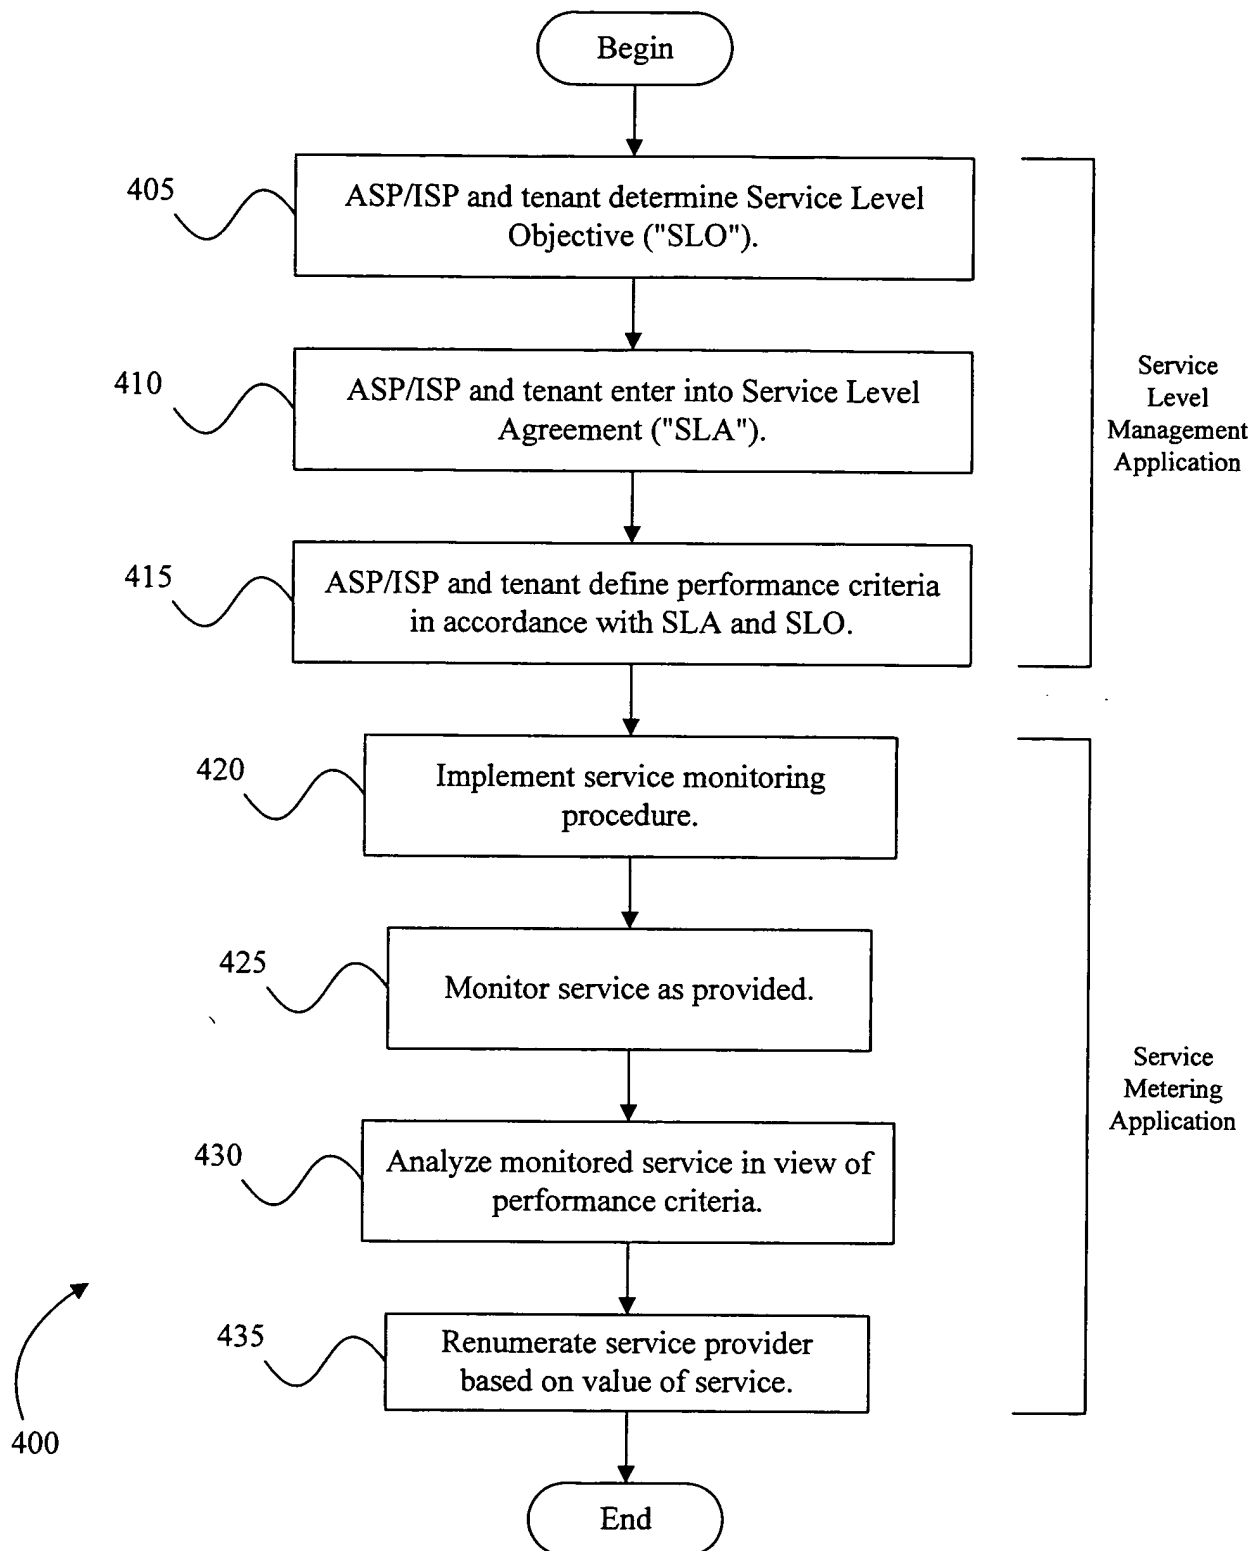 Begin
405
ASP/ISP and tenant determine Service Level
Objective ("SLO").
410
ASP/ISP and tenant enter into Service Level
Agreement ("SLA").
415
ASP/ISP and tenant define performance criteria
in accordance with SLA and SLO.
Service
Level
Management
Application
420
Implement service monitoring
procedure.
425
Monitor service as provided.
430
Analyze monitored service in view of
performance criteria.
435
Renumerate service provider
based on value of service.
Service
Metering
Application
400
End